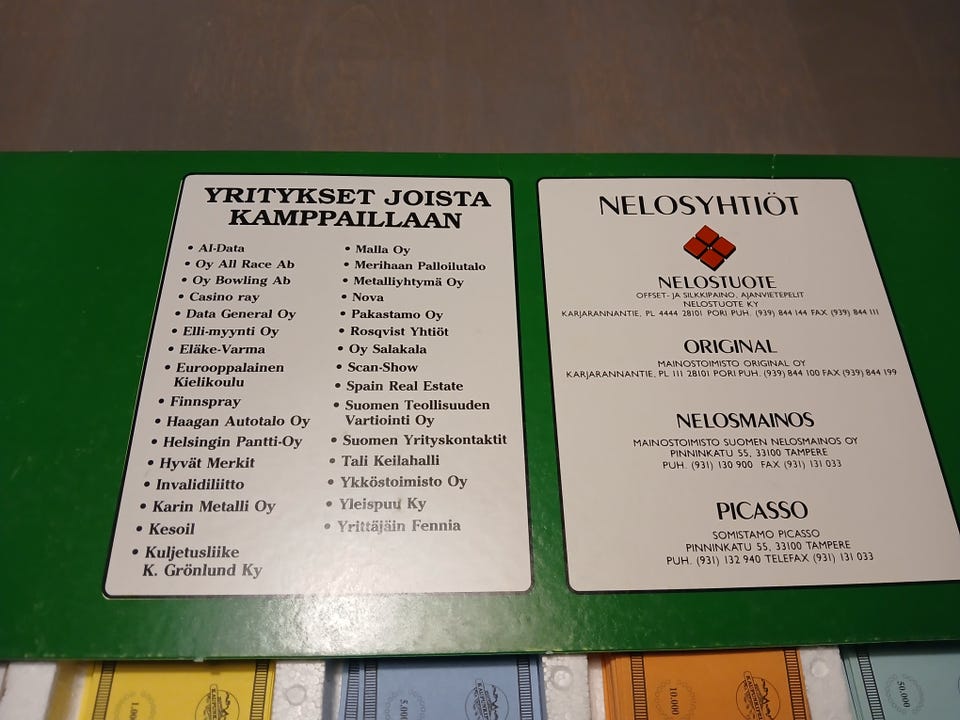 YRITYKSET JOISTA
KAMPPAILLAAN
• AI-Data
• Oy All Race Ab
• Oy Bowling Ab
• Casino ray
• Data General Oy
• Elli-myynti Oy
• Eläke-Varma
• Eurooppalainen
Kielikoulu
• Finnspray
• Haagan Autotalo Oy
• Helsingin Pantti-Oy
• Hyvät Merkit
• Invalidiliitto
• Karin Metalli Oy
• Kesoil
• Kuljetusliike
K. Grönlund Ky
• Malla Oy
• Merihaan Palloilutalo
• Metalliyhtymä Oy
• Nova
• Pakastamo Oy
• Rosqvist Yhtiöt
• Oy Salakala
• Scan-Show
• Spain Real Estate
• Suomen Teollisuuden
Vartiointi Oy
• Suomen Yrityskontaktit
• Tali Keilahalli
• Ykköstoimisto Oy
• Yleispuu Ky
• Yrittäjäin Fennia
NELOSYHTIÖT
NELOSTUOTE
OFFSET- JA SILKKIPAINO, AJANVIETEPELIT
NELOSTUOTE KY
KARJARANNANTIE, PL 4444 28101 PORI PUH. (939) 844 144 FAX (939) 844 111
ORIGINAL
MAINOSTOIMISTO ORIGINAL OY
KARJARANNANTIE, PL 111 28101 PORI PUH. (939) 844 100 FAX (939) 844 199
NELOSMAINOS
MAINOSTOIMISTO SUOMEN NELOSMAINOS OY
PINNINKATU 55, 33100 TAMPERE
PUH. (931) 130 900 FAX (931) 131 033
PICASSO
SOMISTAMO PICASSO
PINNINKATU 55, 33100 TAMPERE
PUH. (931) 132 940 TELEFAX (931) 131 033
5.000
10.000
50.000